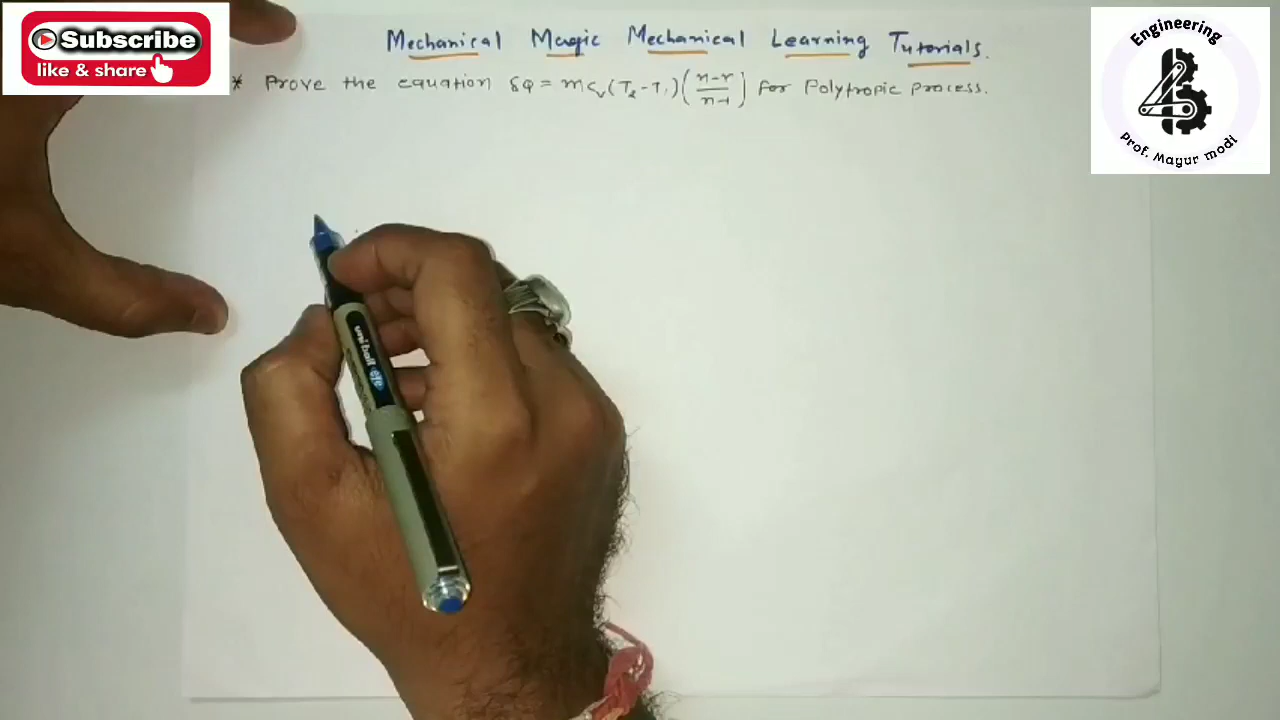 Subscribe
like & share
Mechanical Magic Mechanical Learning Tutorials.
* Prove the equation δQ = mCv(T2-T1)(n-r/n-1) for Polytropic process.
Engineering
Prof. Mayur modi
uni-ball eye